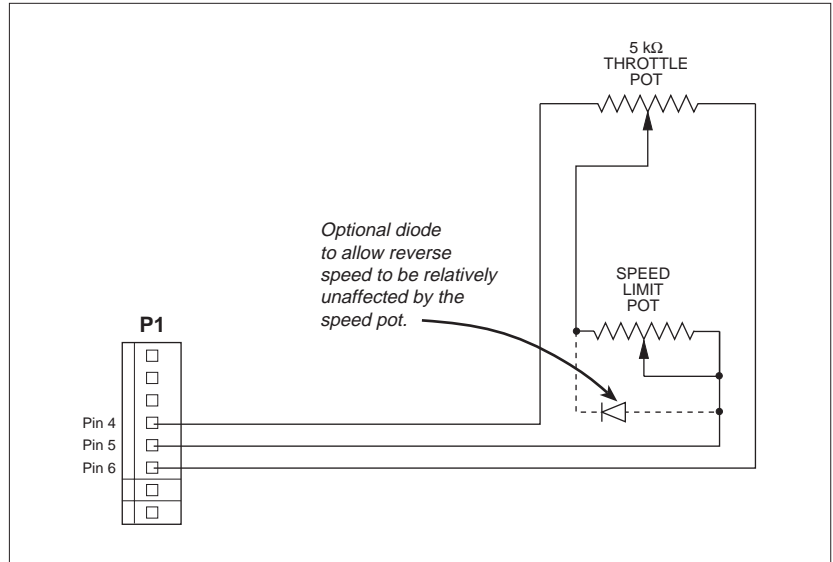 5 kΩ
THROTTLE
POT
Optional diode
to allow reverse
speed to be relatively
unaffected by the
speed pot.
SPEED
LIMIT
POT
P1
Pin 4
Pin 5
Pin 6